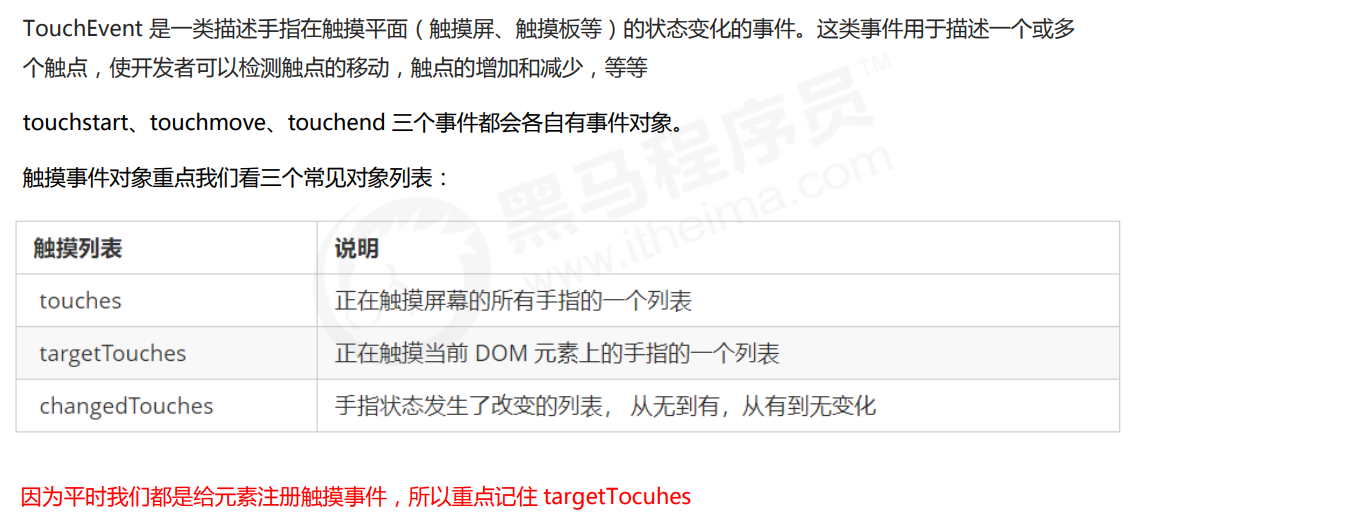 TouchEvent 是一类描述手指在触摸平面（触摸屏、触摸板等）的状态变化的事件。这类事件用于描述一个或多
个触点，使开发者可以检测触点的移动，触点的增加和减少，等等
touchstart、touchmove、touchend 三个事件都会各自有事件对象。
触摸事件对象重点我们看三个常见对象列表：
触摸列表 说明
touches 正在触摸屏幕的所有手指的一个列表
targetTouches 正在触摸当前 DOM 元素上的手指的一个列表
changedTouches 手指状态发生了改变的列表， 从无到有，从有到无变化
因为平时我们都是给元素注册触摸事件，所以重点记住 targetTocuhes
黑马程序员™
www.itheima.com